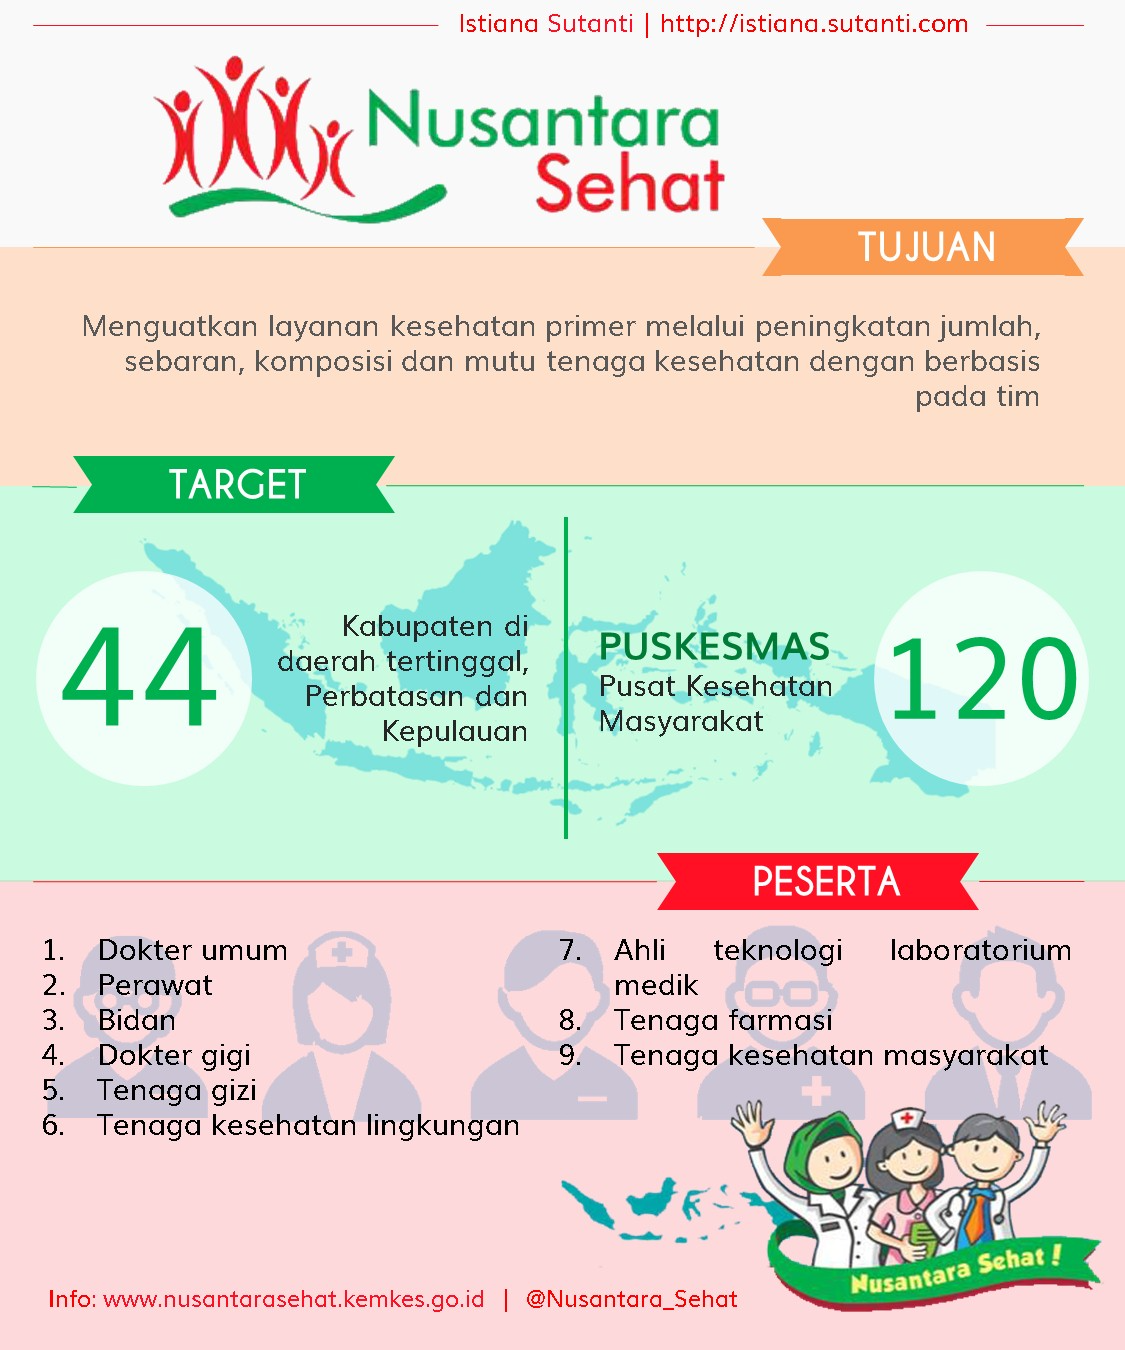 Istiana Sutanti | http://istiana.sutanti.com
Nusantara
Sehat
TUJUAN
Menguatkan layanan kesehatan primer melalui peningkatan jumlah,
sebaran, komposisi dan mutu tenaga kesehatan dengan berbasis
pada tim
TARGET
44
Kabupaten di
daerah tertinggal,
Perbatasan dan
Kepulauan
PUSKESMAS
Pusat Kesehatan
Masyarakat
120
PESERTA
1. Dokter umum
2. Perawat
3. Bidan
4. Dokter gigi
5. Tenaga gizi
6. Tenaga kesehatan lingkungan
7. Ahli teknologi laboratorium
medik
8. Tenaga farmasi
9. Tenaga kesehatan masyarakat
Nusantara Sehat !
Info: www.nusantarasehat.kemkes.go.id | @Nusantara_Sehat